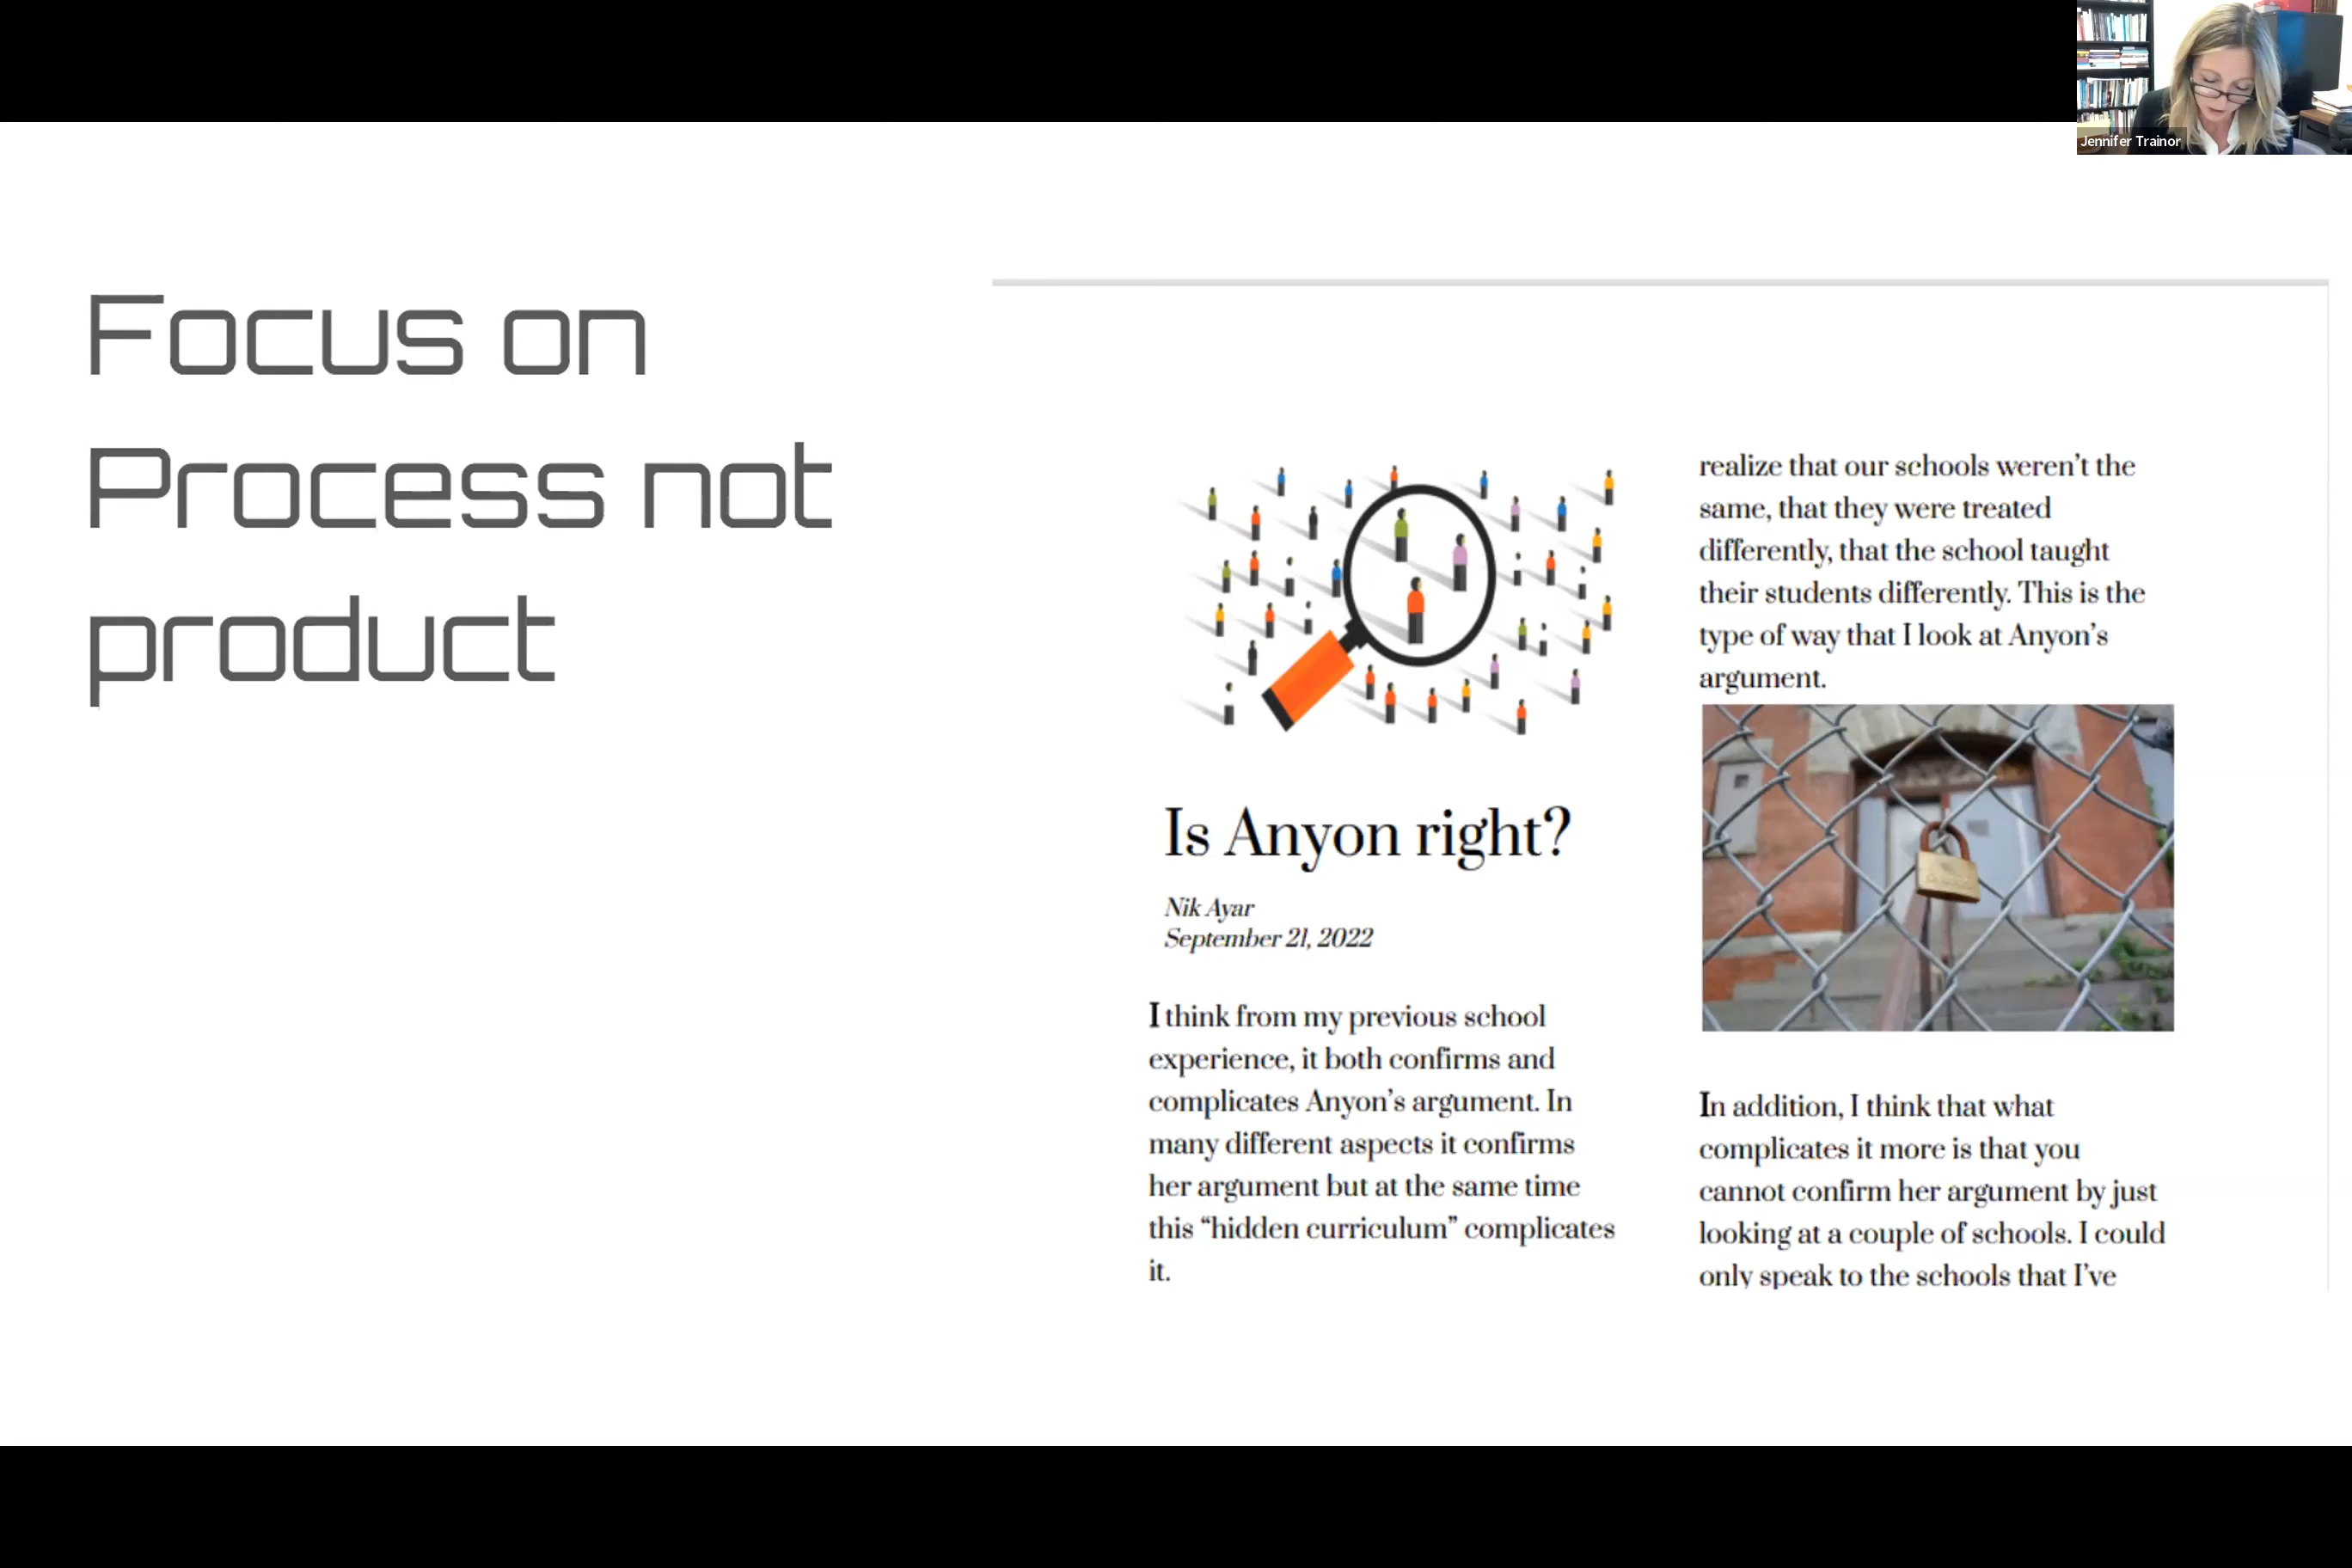 Jennifer Trainor
Focus on
Process not
product
Is Anyon right?
Nik Ayar
September 21, 2022
I think from my previous school
experience, it both confirms and
complicates Anyon’s argument. In
many different aspects it confirms
her argument but at the same time
this “hidden curriculum” complicates
it.
realize that our schools weren’t the
same, that they were treated
differently, that the school taught
their students differently. This is the
type of way that I look at Anyon’s
argument.
In addition, I think that what
complicates it more is that you
cannot confirm her argument by just
looking at a couple of schools. I could
only speak to the schools that I’ve